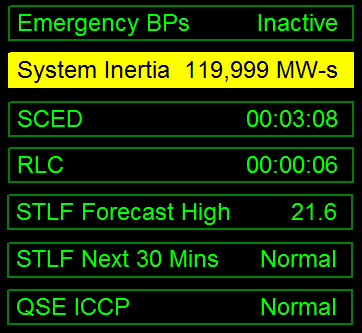 Emergency BPs Inactive
System Inertia 119,999 MW-s
SCED 00:03:08
RLC 00:00:06
STLF Forecast High 21.6
STLF Next 30 Mins Normal
QSE ICCP Normal